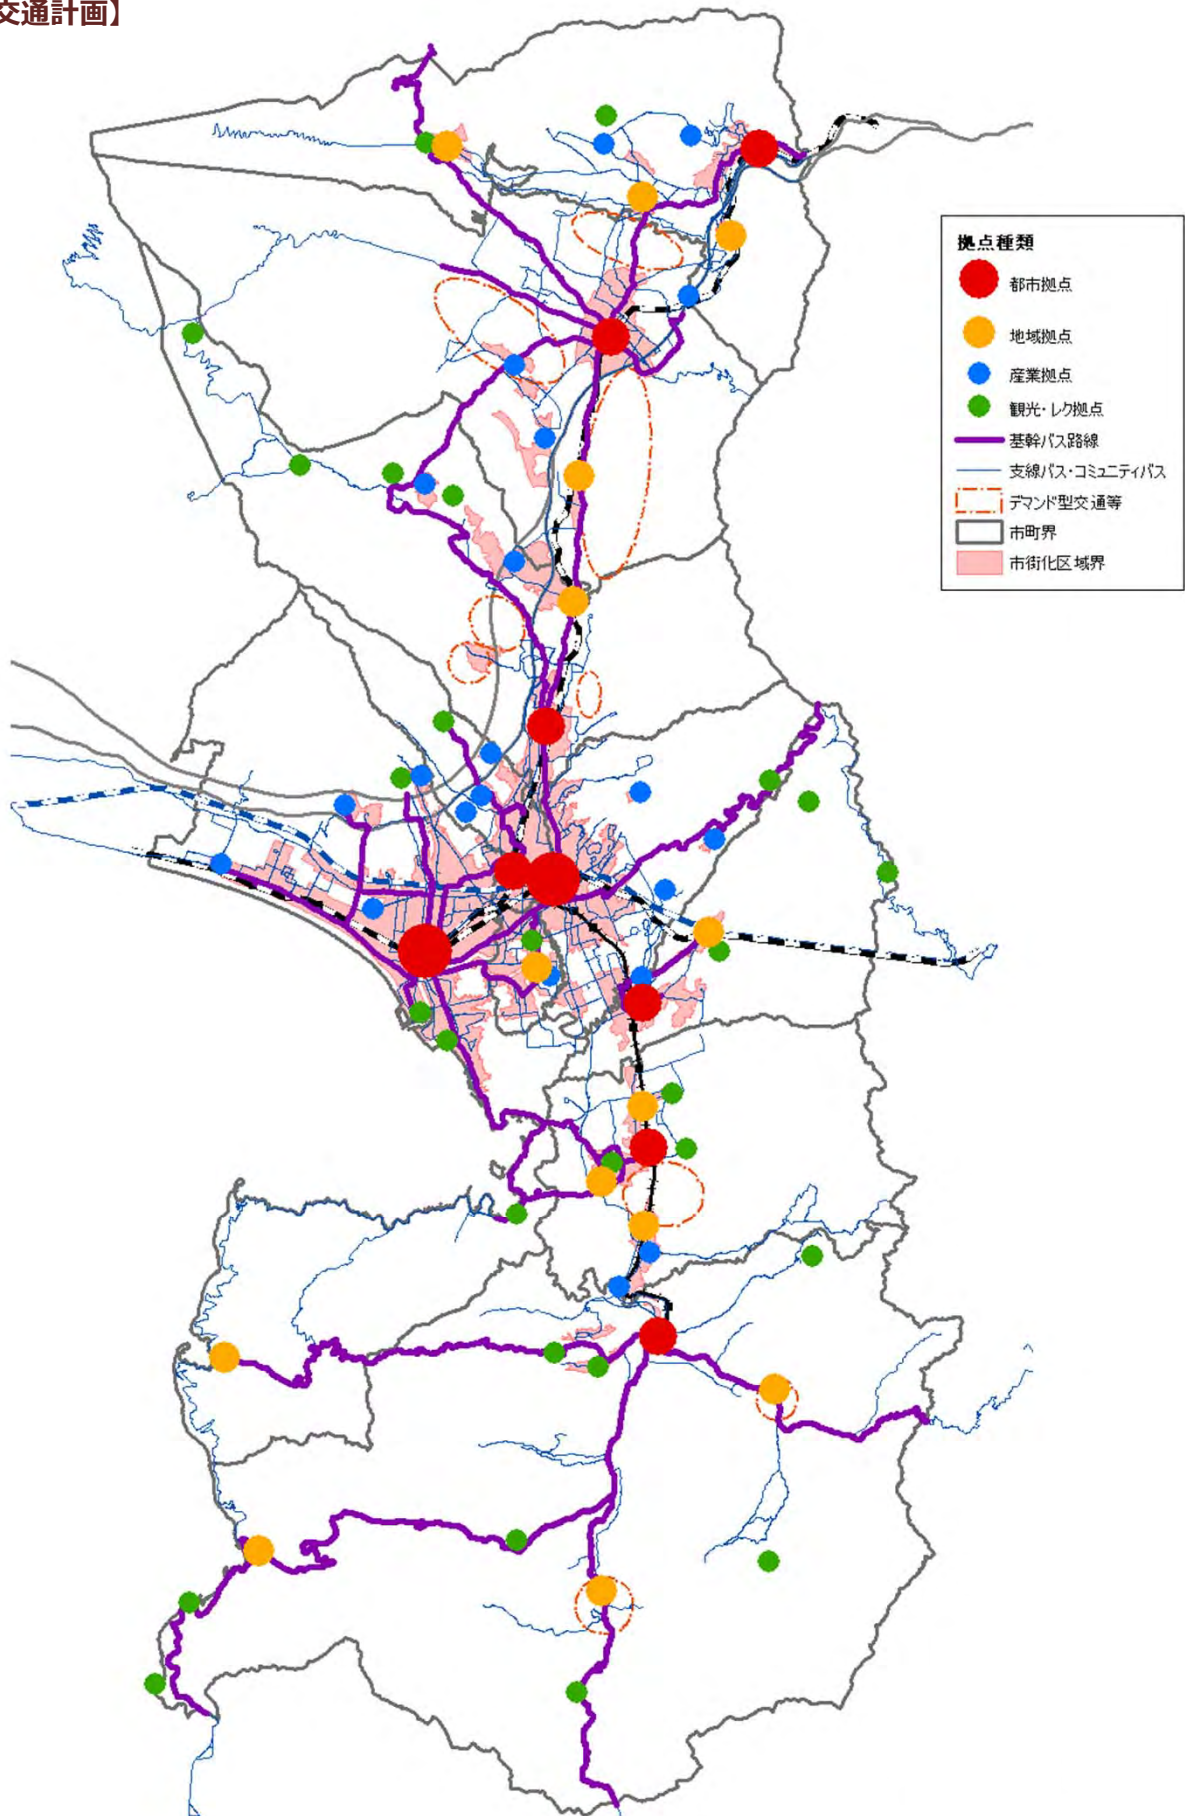 交通計画】
拠点種類
都市拠点
地域拠点
産業拠点
観光・レク拠点
基幹バス路線
支線バス・コミュニティバス
デマンド型交通等
市町界
市街化区域界